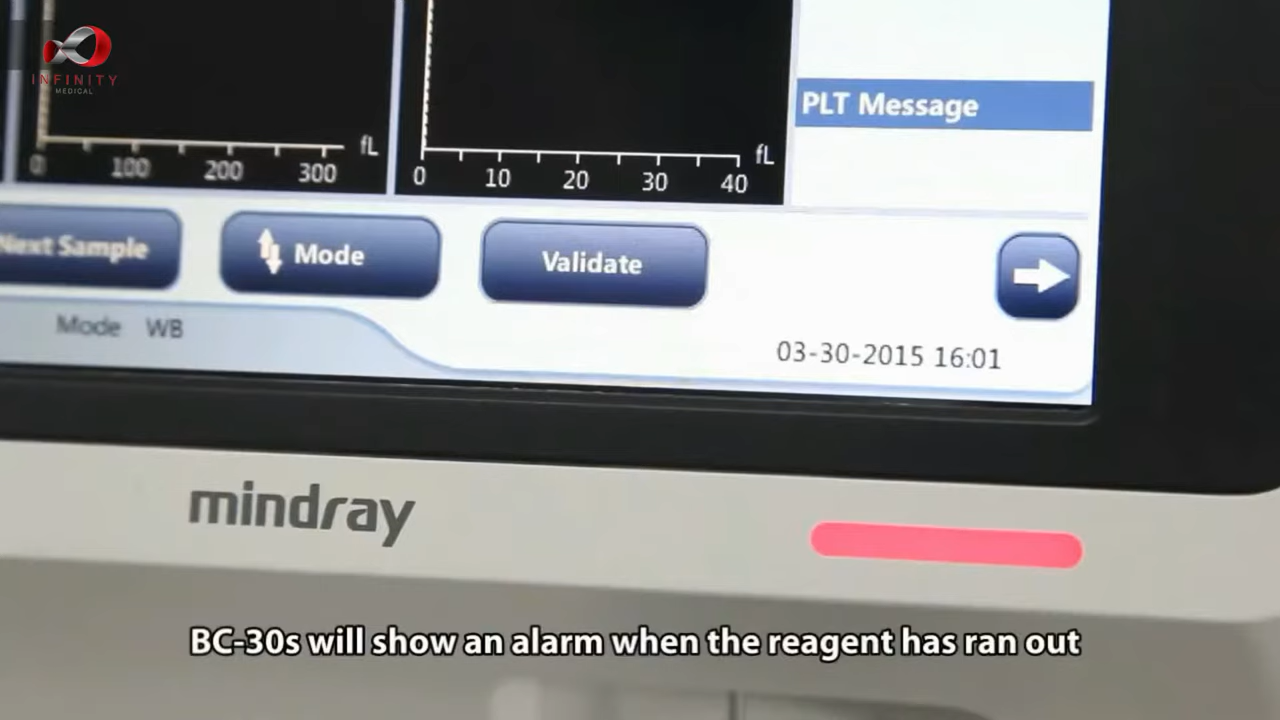 INFINITY
MEDICAL
PLT Message
0 100 200 300 fL
0 10 20 30 40 fL
Next Sample
Mode
Validate
Mode WB
03-30-2015 16:01
mindray
BC-30s will show an alarm when the reagent has ran out